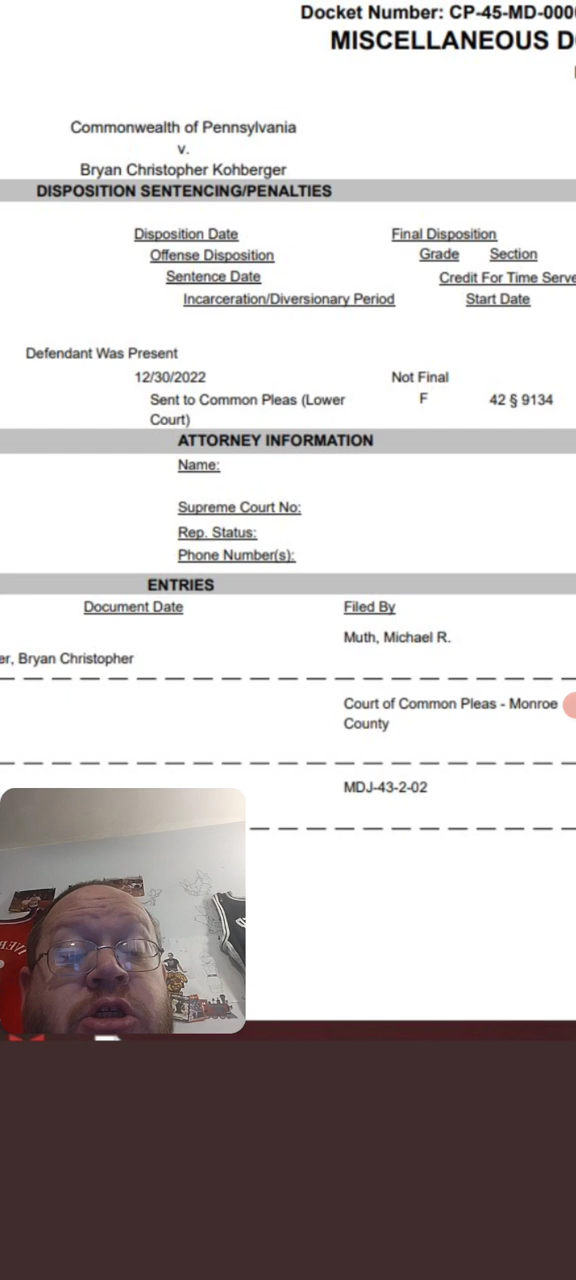 Docket Number: CP-45-MD-000
MISCELLANEOUS D
Commonwealth of Pennsylvania
v.
Bryan Christopher Kohberger
DISPOSITION SENTENCING/PENALTIES
Disposition Date Final Disposition
Offense Disposition Grade Section
Sentence Date Credit For Time Serve
Incarceration/Diversionary Period Start Date
Defendant Was Present
12/30/2022 Not Final
Sent to Common Pleas (Lower F 42 § 9134
Court)
ATTORNEY INFORMATION
Name:
Supreme Court No:
Rep. Status:
Phone Number(s):
ENTRIES
Document Date Filed By
Muth, Michael R.
er, Bryan Christopher
Court of Common Pleas - Monroe
County
MDJ-43-2-02